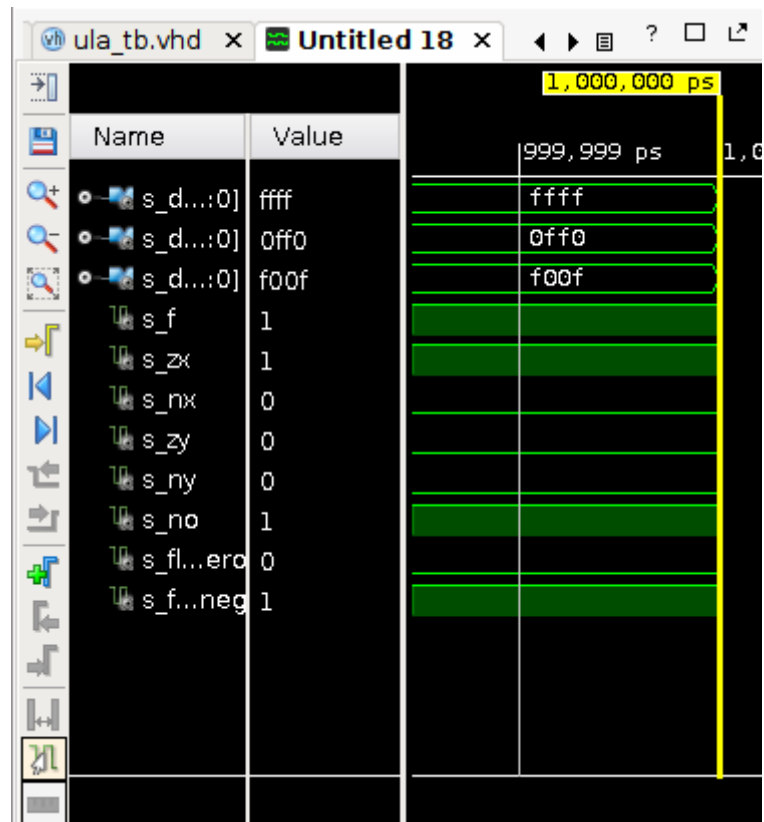 ula_tb.vhd × Untitled 18 × ?
1,000,000 ps
Name Value
999,999 ps 1,0
s_d...:0] ffff ffff
s_d...:0] 0ff0 0ff0
s_d...:0] f00f f00f
s_f 1
s_zx 1
s_nx 0
s_zy 0
s_ny 0
s_no 1
s_fl...ero 0
s_f...neg 1